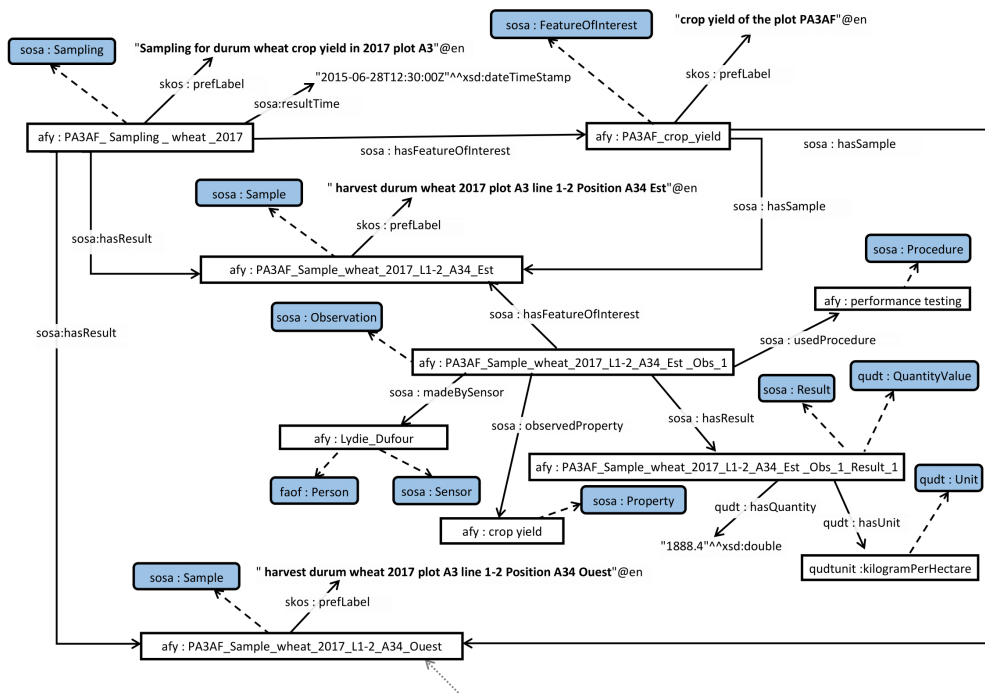 sosa : FeatureOfInterest
"crop yield of the plot PA3AF"@en
sosa : Sampling
"Sampling for durum wheat crop yield in 2017 plot A3"@en
skos : prefLabel
skos : prefLabel
"2015-06-28T12:30:00Z"^^xsd:dateTimeStamp
sosa:resultTime
afy : PA3AF_ Sampling _ wheat _2017
afy : PA3AF_crop_yield
sosa : hasFeatureOfInterest
sosa : hasSample
sosa : Sample
" harvest durum wheat 2017 plot A3 line 1-2 Position A34 Est"@en
sosa : hasSample
skos : prefLabel
sosa:hasResult
sosa : Procedure
afy : PA3AF_Sample_wheat_2017_L1-2_A34_Est
afy : performance testing
sosa : Observation
sosa : hasFeatureOfInterest
sosa:hasResult
sosa : usedProcedure
afy : PA3AF_Sample_wheat_2017_L1-2_A34_Est _Obs_1
qudt : QuantityValue
sosa : Result
sosa : madeBySensor
sosa : hasResult
sosa : observedProperty
afy : Lydie_Dufour
afy : PA3AF_Sample_wheat_2017_L1-2_A34_Est _Obs_1_Result_1
qudt : Unit
faof : Person
sosa : Sensor
sosa : Property
qudt : hasQuantity
qudt : hasUnit
afy : crop yield
"1888.4"^^xsd:double
qudtunit :kilogramPerHectare
sosa : Sample
" harvest durum wheat 2017 plot A3 line 1-2 Position A34 Ouest"@en
skos : prefLabel
afy : PA3AF_Sample_wheat_2017_L1-2_A34_Ouest